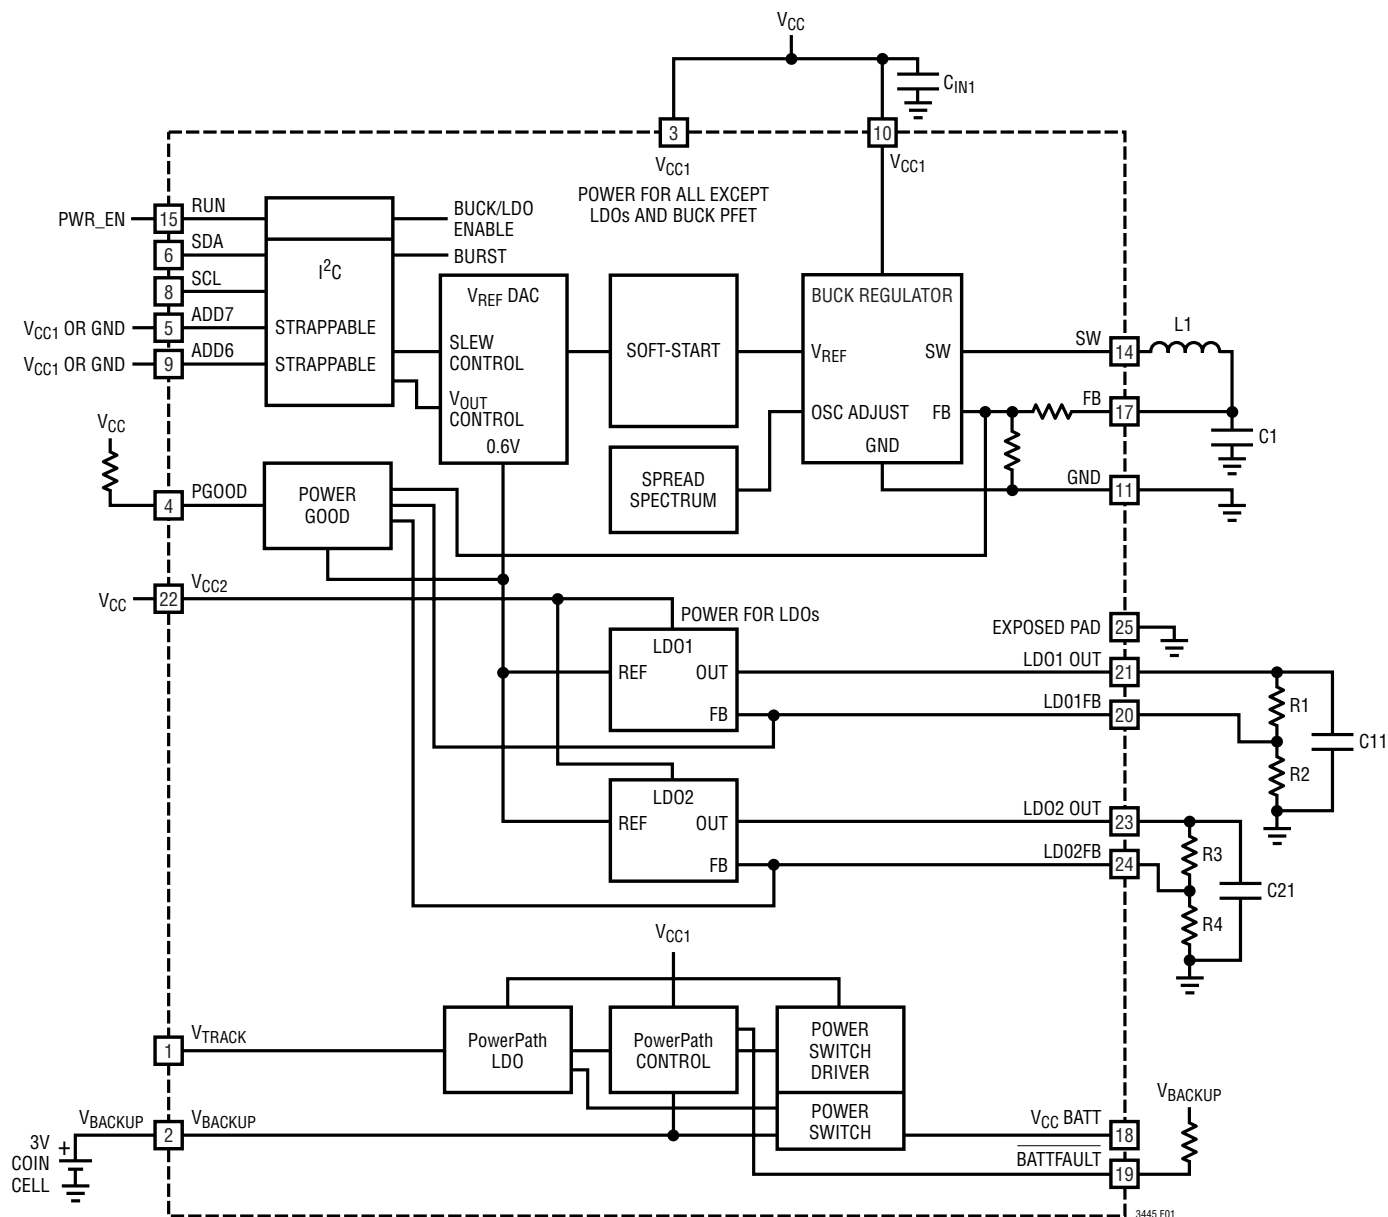 VCC
CIN1
3
10
VCC1
VCC1
POWER FOR ALL EXCEPT
LDOs AND BUCK PFET
PWR_EN
15
RUN
BUCK/LDO
ENABLE
6
SDA
BURST
I2C
8
SCL
VCC1 OR GND
5
ADD7
STRAPPABLE
VCC1 OR GND
9
ADD6
STRAPPABLE
VREF DAC
SLEW
CONTROL
VOUT
CONTROL
0.6V
SOFT-START
BUCK REGULATOR
VREF
SW
OSC ADJUST
FB
GND
SW
14
L1
FB
17
C1
GND
11
SPREAD
SPECTRUM
VCC
4
PGOOD
POWER
GOOD
VCC
22
VCC2
POWER FOR LDOs
EXPOSED PAD
25
LDO1
REF
OUT
FB
LDO1 OUT
21
LDO1FB
20
R1
R2
C11
LDO2
REF
OUT
FB
LDO2 OUT
23
LDO2FB
24
R3
R4
C21
VCC1
1
VTRACK
PowerPath
LDO
PowerPath
CONTROL
POWER
SWITCH
DRIVER
POWER
SWITCH
VBACKUP
2
VBACKUP
3V
COIN
CELL
+
VCC BATT
18
BATTFAULT
19
VBACKUP
3445 F01